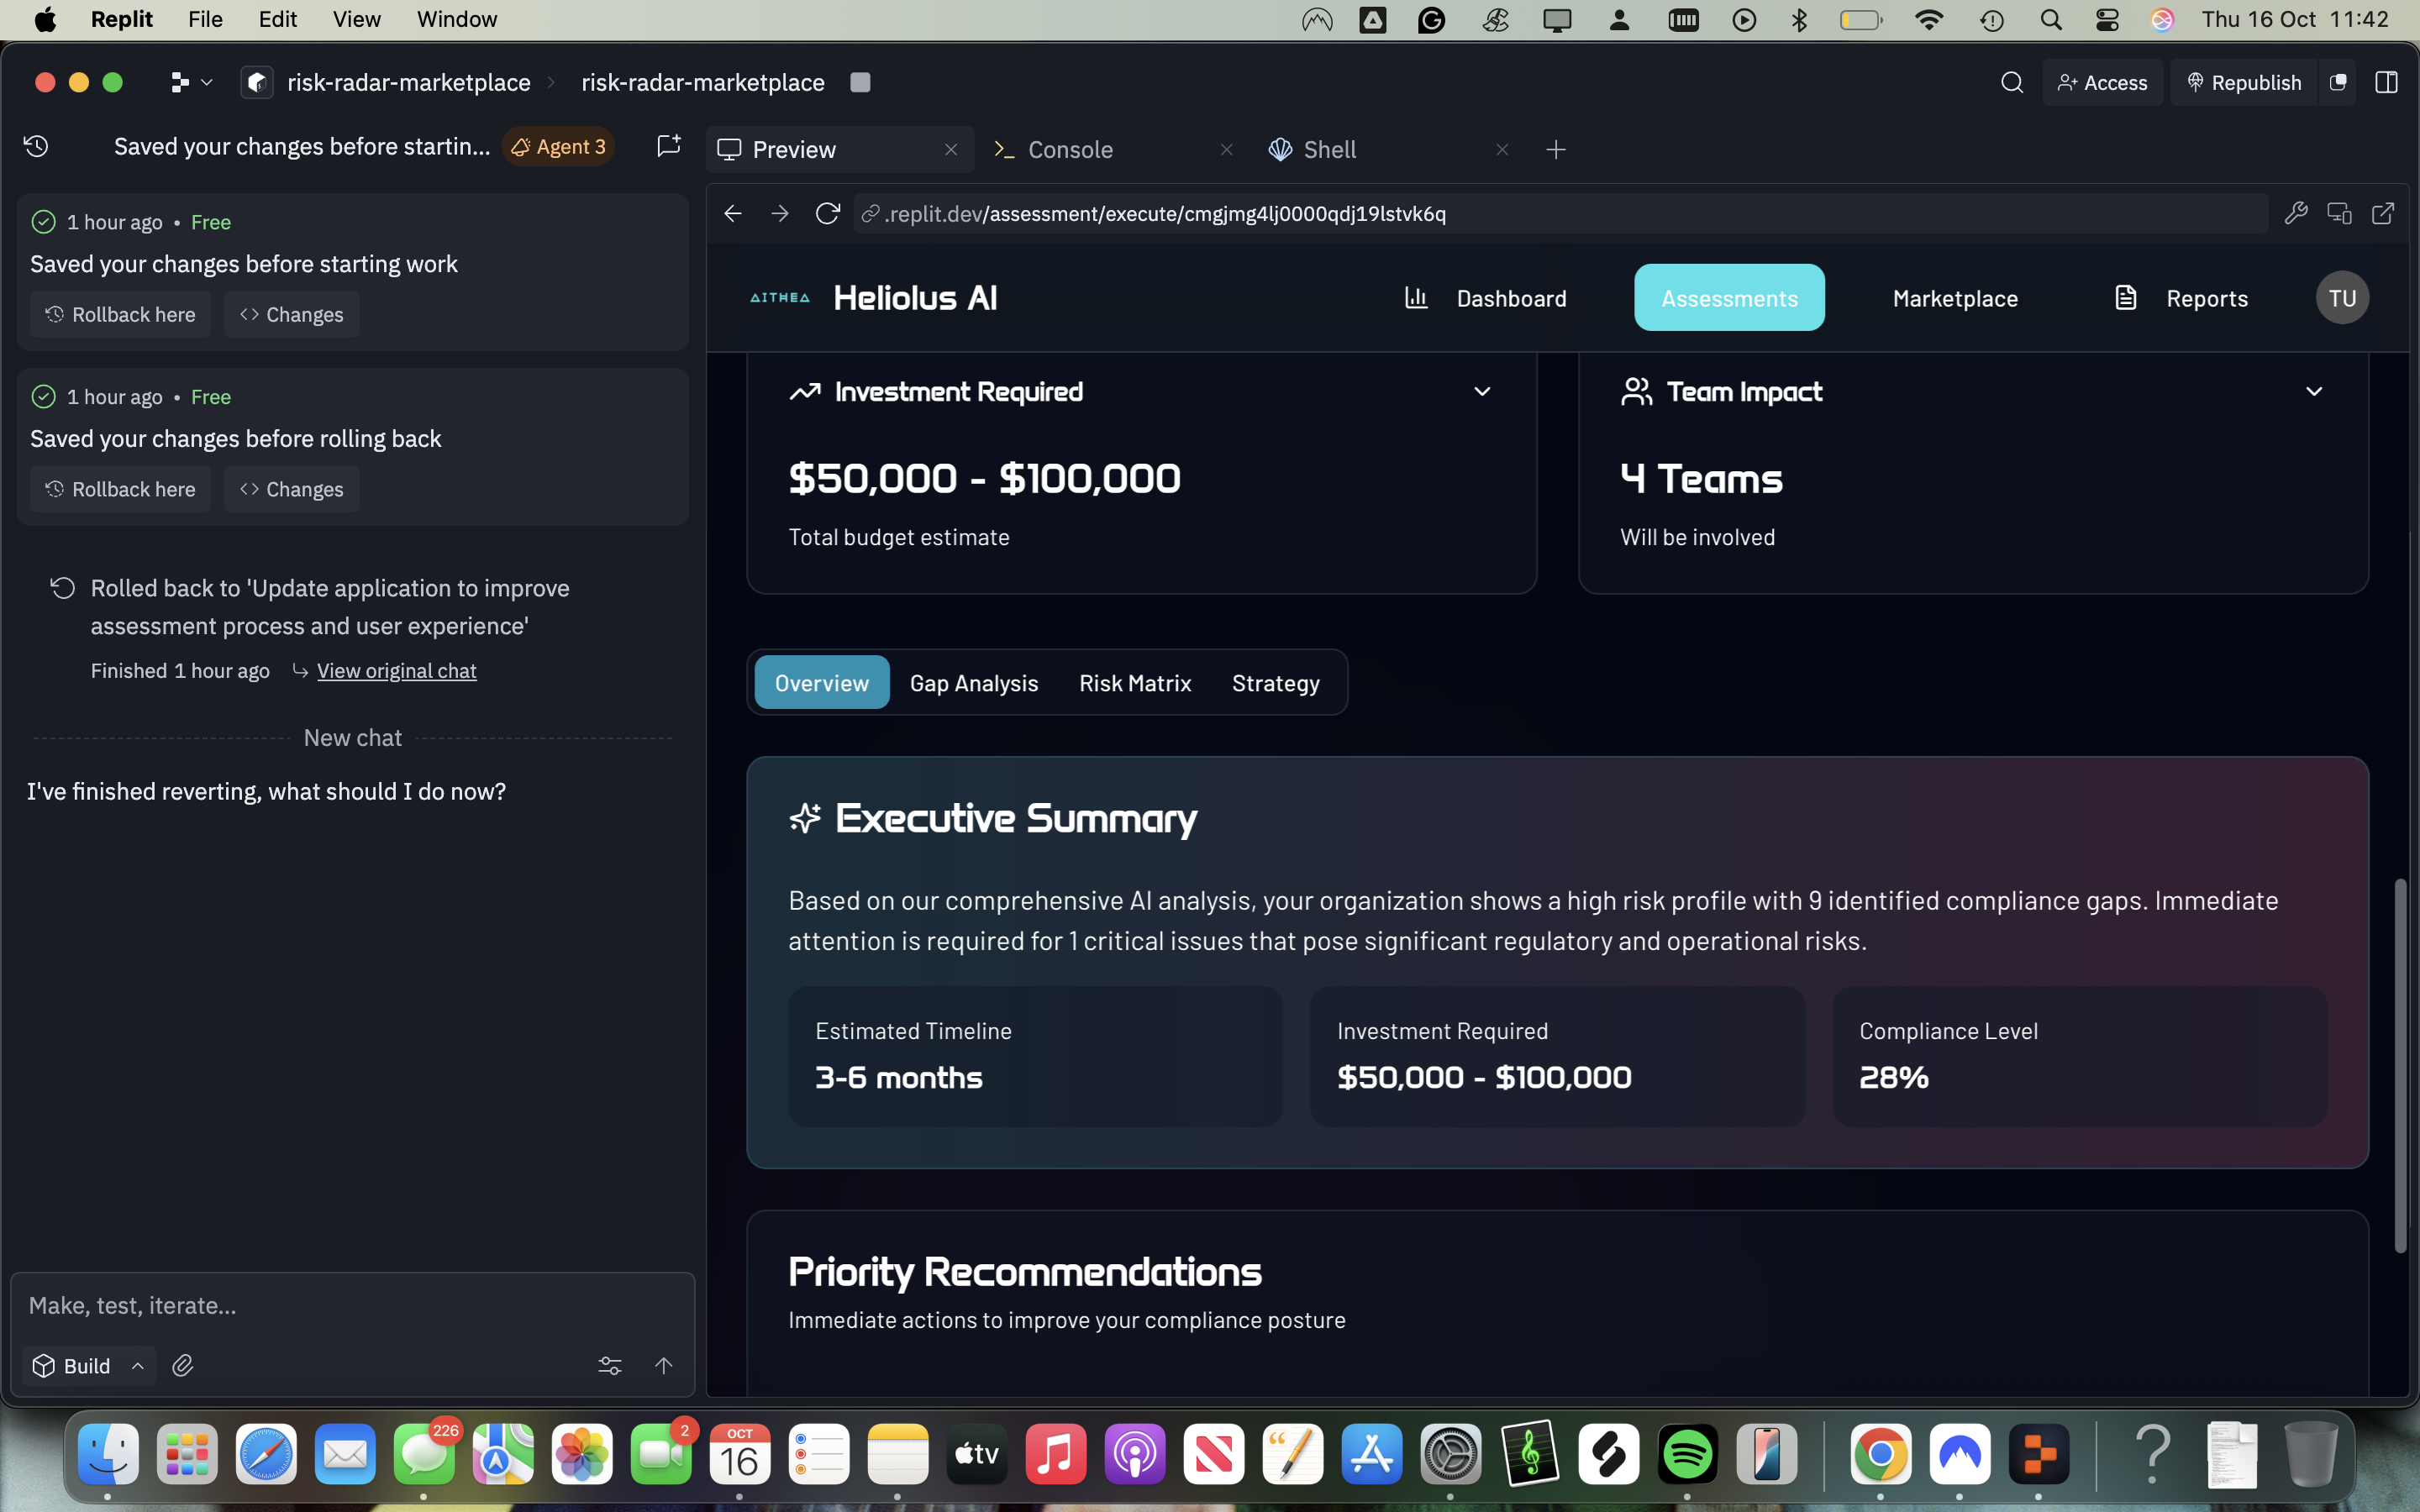 Replit File Edit View Window Thu 16 Oct 11:42
risk-radar-marketplace risk-radar-marketplace Access Republish
Saved your changes before startin... Agent 3
Preview Console Shell
1 hour ago • Free
Saved your changes before starting work
Rollback here Changes
1 hour ago • Free
Saved your changes before rolling back
Rollback here Changes
Rolled back to 'Update application to improve
assessment process and user experience'
Finished 1 hour ago View original chat
New chat
I've finished reverting, what should I do now?
Make, test, iterate...
Build
.replit.dev/assessment/execute/cmgjmg4lj0000qdj19lstvk6q
AITHEA Heliolus AI Dashboard Assessments Marketplace Reports TU
Investment Required
$50,000 - $100,000
Total budget estimate
Team Impact
4 Teams
Will be involved
Overview Gap Analysis Risk Matrix Strategy
Executive Summary
Based on our comprehensive AI analysis, your organization shows a high risk profile with 9 identified compliance gaps. Immediate
attention is required for 1 critical issues that pose significant regulatory and operational risks.
Estimated Timeline
3-6 months
Investment Required
$50,000 - $100,000
Compliance Level
28%
Priority Recommendations
Immediate actions to improve your compliance posture
226 2 OCT 16 tv